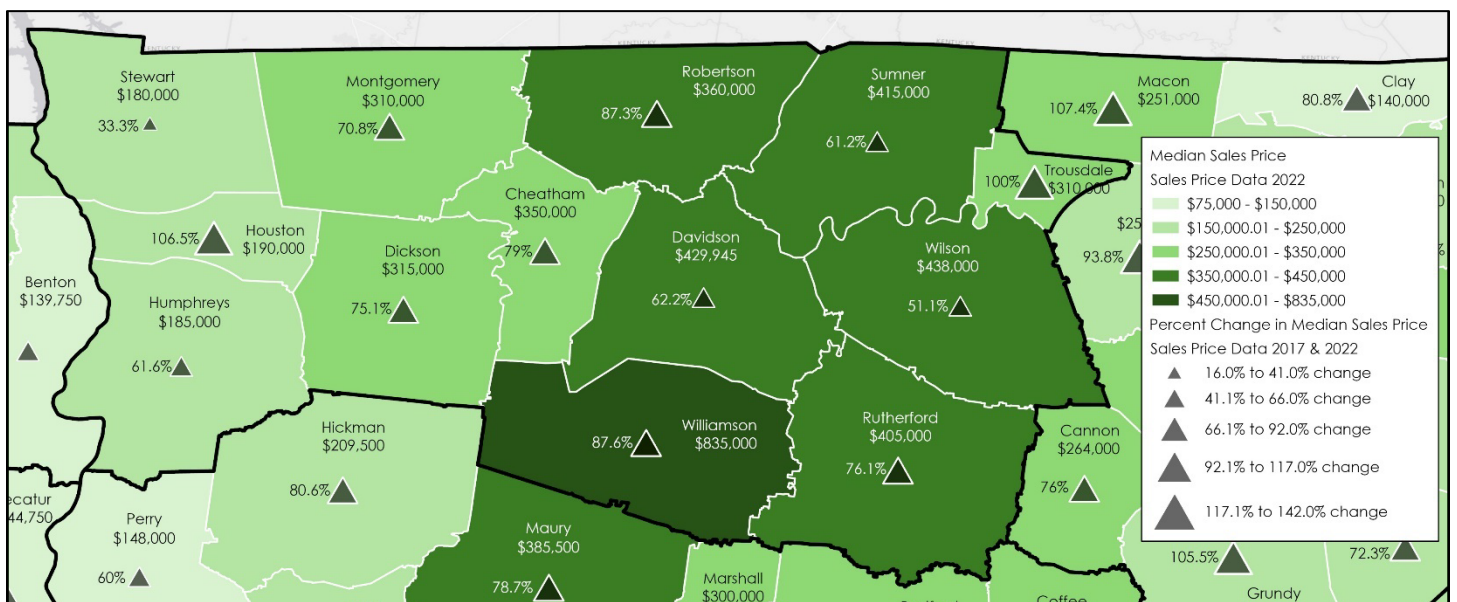 KENTUCKY
KENTUCKY
KENTUCKY
Stewart
$180,000
33.3%
Montgomery
$310,000
70.8%
Robertson
$360,000
87.3%
Sumner
$415,000
61.2%
Macon
$251,000
107.4%
Clay
$140,000
80.8%
Trousdale
$310,000
100%
Cheatham
$350,000
79%
Houston
$190,000
106.5%
Dickson
$315,000
75.1%
Davidson
$429,945
62.2%
Wilson
$438,000
51.1%
93.8%
Benton
$139,750
Humphreys
$185,000
61.6%
Hickman
$209,500
80.6%
Williamson
$835,000
87.6%
Rutherford
$405,000
76.1%
Cannon
$264,000
76%
ecatur
44,750
Perry
$148,000
60%
Maury
$385,500
78.7%
Marshall
$300,000
Coffee
105.5%
Grundy
72.3%
Median Sales Price
Sales Price Data 2022
$75,000 - $150,000
$150,000.01 - $250,000
$250,000.01 - $350,000
$350,000.01 - $450,000
$450,000.01 - $835,000
Percent Change in Median Sales Price
Sales Price Data 2017 & 2022
16.0% to 41.0% change
41.1% to 66.0% change
66.1% to 92.0% change
92.1% to 117.0% change
117.1% to 142.0% change